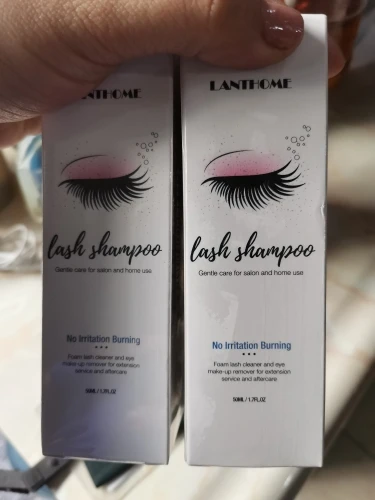 NTHOME
lash shampoo
Gentle care for salon and home use
No Irritation Burning
Foam lash cleaner and eye
make-up remover for extension
service and aftercare
50ML / 1.7FL.OZ
LANTHOME
lash shampoo
Gentle care for salon and home use
No Irritation Burning
Foam lash cleaner and eye
make-up remover for extension
service and aftercare
50ML / 1.7FL.OZ